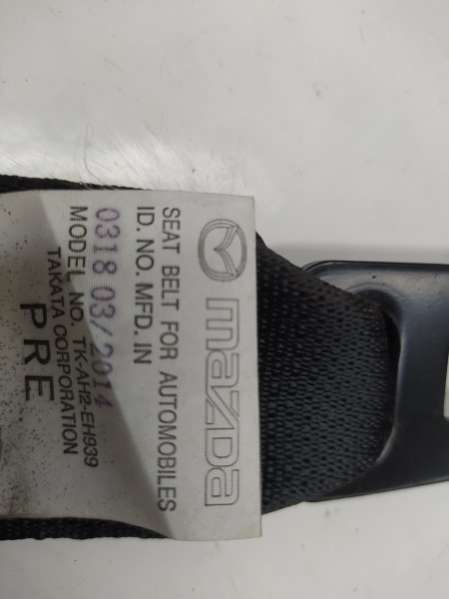 mazDa
SEAT BELT FOR AUTOMOBILES
ID. NO. MFD. IN
0318 03/2014
MODEL NO. TK-AH2-EH939
TAKATA CORPORATION
PRE